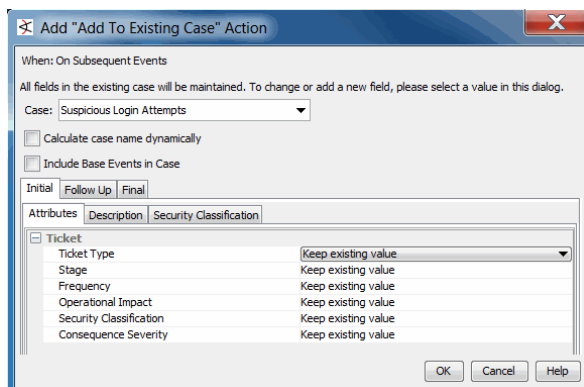 Add "Add To Existing Case" Action
When: On Subsequent Events
All fields in the existing case will be maintained. To change or add a new field, please select a value in this dialog.
Case: Suspicious Login Attempts
Calculate case name dynamically
Include Base Events in Case
Initial Follow Up Final
Attributes Description Security Classification
Ticket
Ticket Type Keep existing value
Stage Keep existing value
Frequency Keep existing value
Operational Impact Keep existing value
Security Classification Keep existing value
Consequence Severity Keep existing value
OK Cancel Help